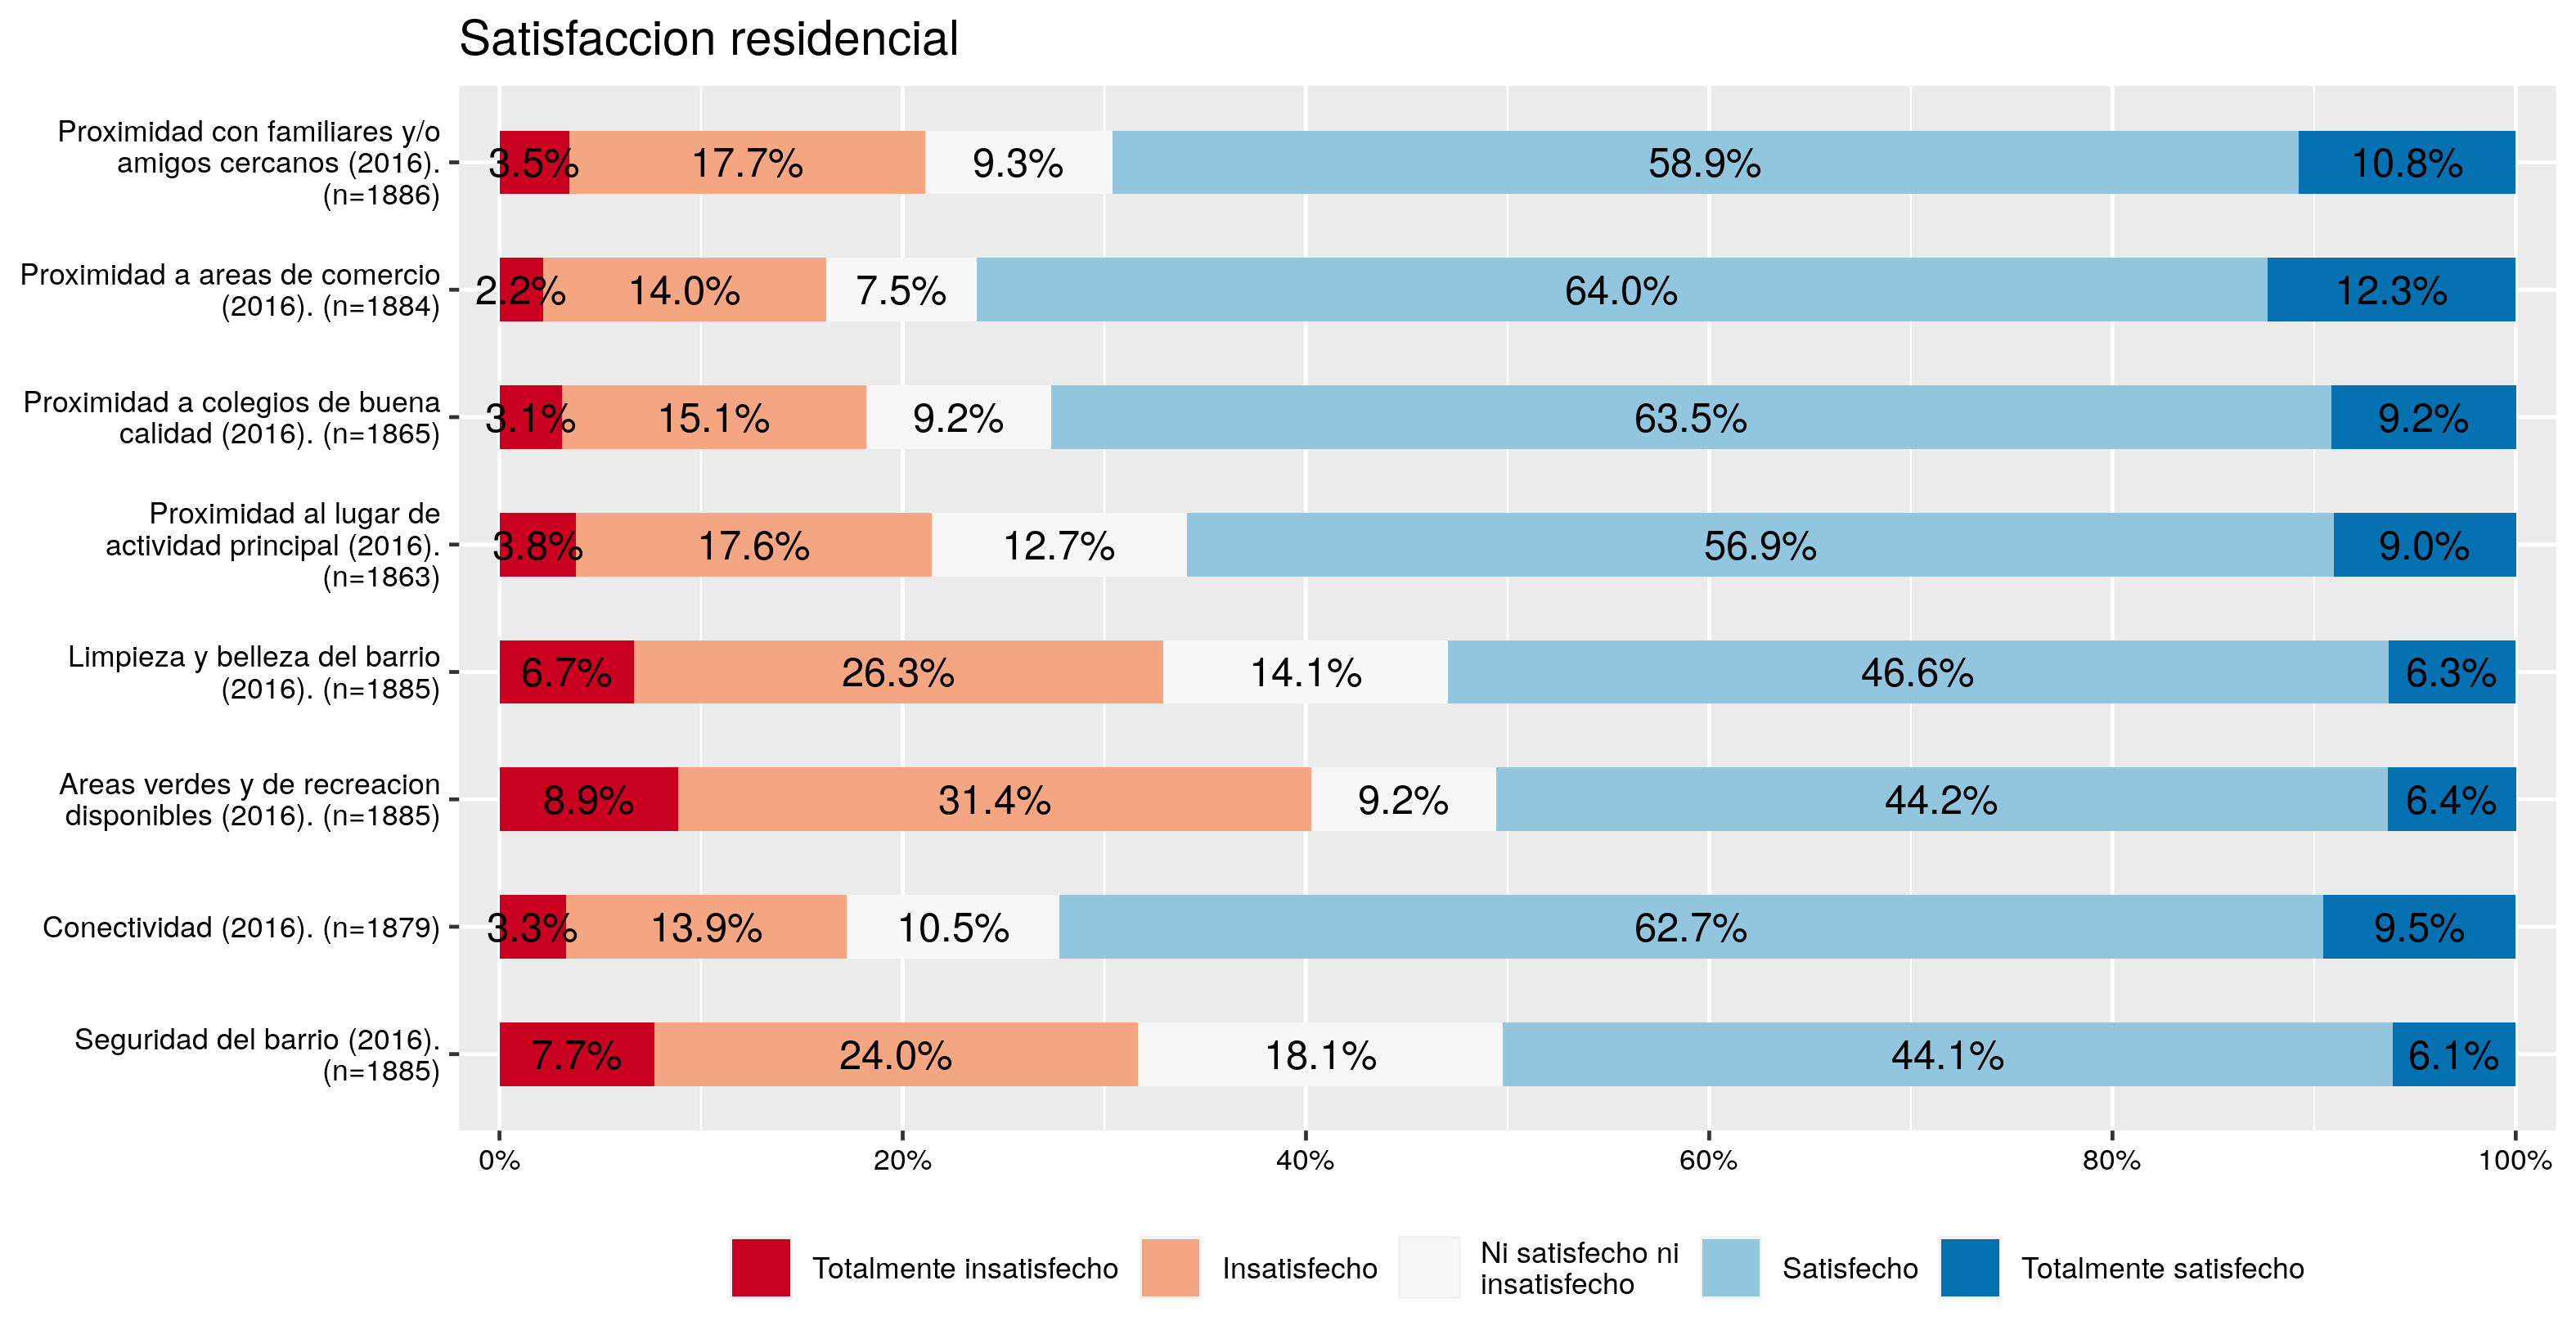 Satisfaccion residencial
Proximidad con familiares y/o
amigos cercanos (2016).
(n=1886)
3.5% 17.7% 9.3% 58.9% 10.8%
Proximidad a areas de comercio
(2016). (n=1884)
2.2% 14.0% 7.5% 64.0% 12.3%
Proximidad a colegios de buena
calidad (2016). (n=1865)
3.1% 15.1% 9.2% 63.5% 9.2%
Proximidad al lugar de
actividad principal (2016).
(n=1863)
3.8% 17.6% 12.7% 56.9% 9.0%
Limpieza y belleza del barrio
(2016). (n=1885)
6.7% 26.3% 14.1% 46.6% 6.3%
Areas verdes y de recreacion
disponibles (2016). (n=1885)
8.9% 31.4% 9.2% 44.2% 6.4%
Conectividad (2016). (n=1879)
3.3% 13.9% 10.5% 62.7% 9.5%
Seguridad del barrio (2016).
(n=1885)
7.7% 24.0% 18.1% 44.1% 6.1%
0% 20% 40% 60% 80% 100%
Totalmente insatisfecho
Insatisfecho
Ni satisfecho ni
insatisfecho
Satisfecho
Totalmente satisfecho